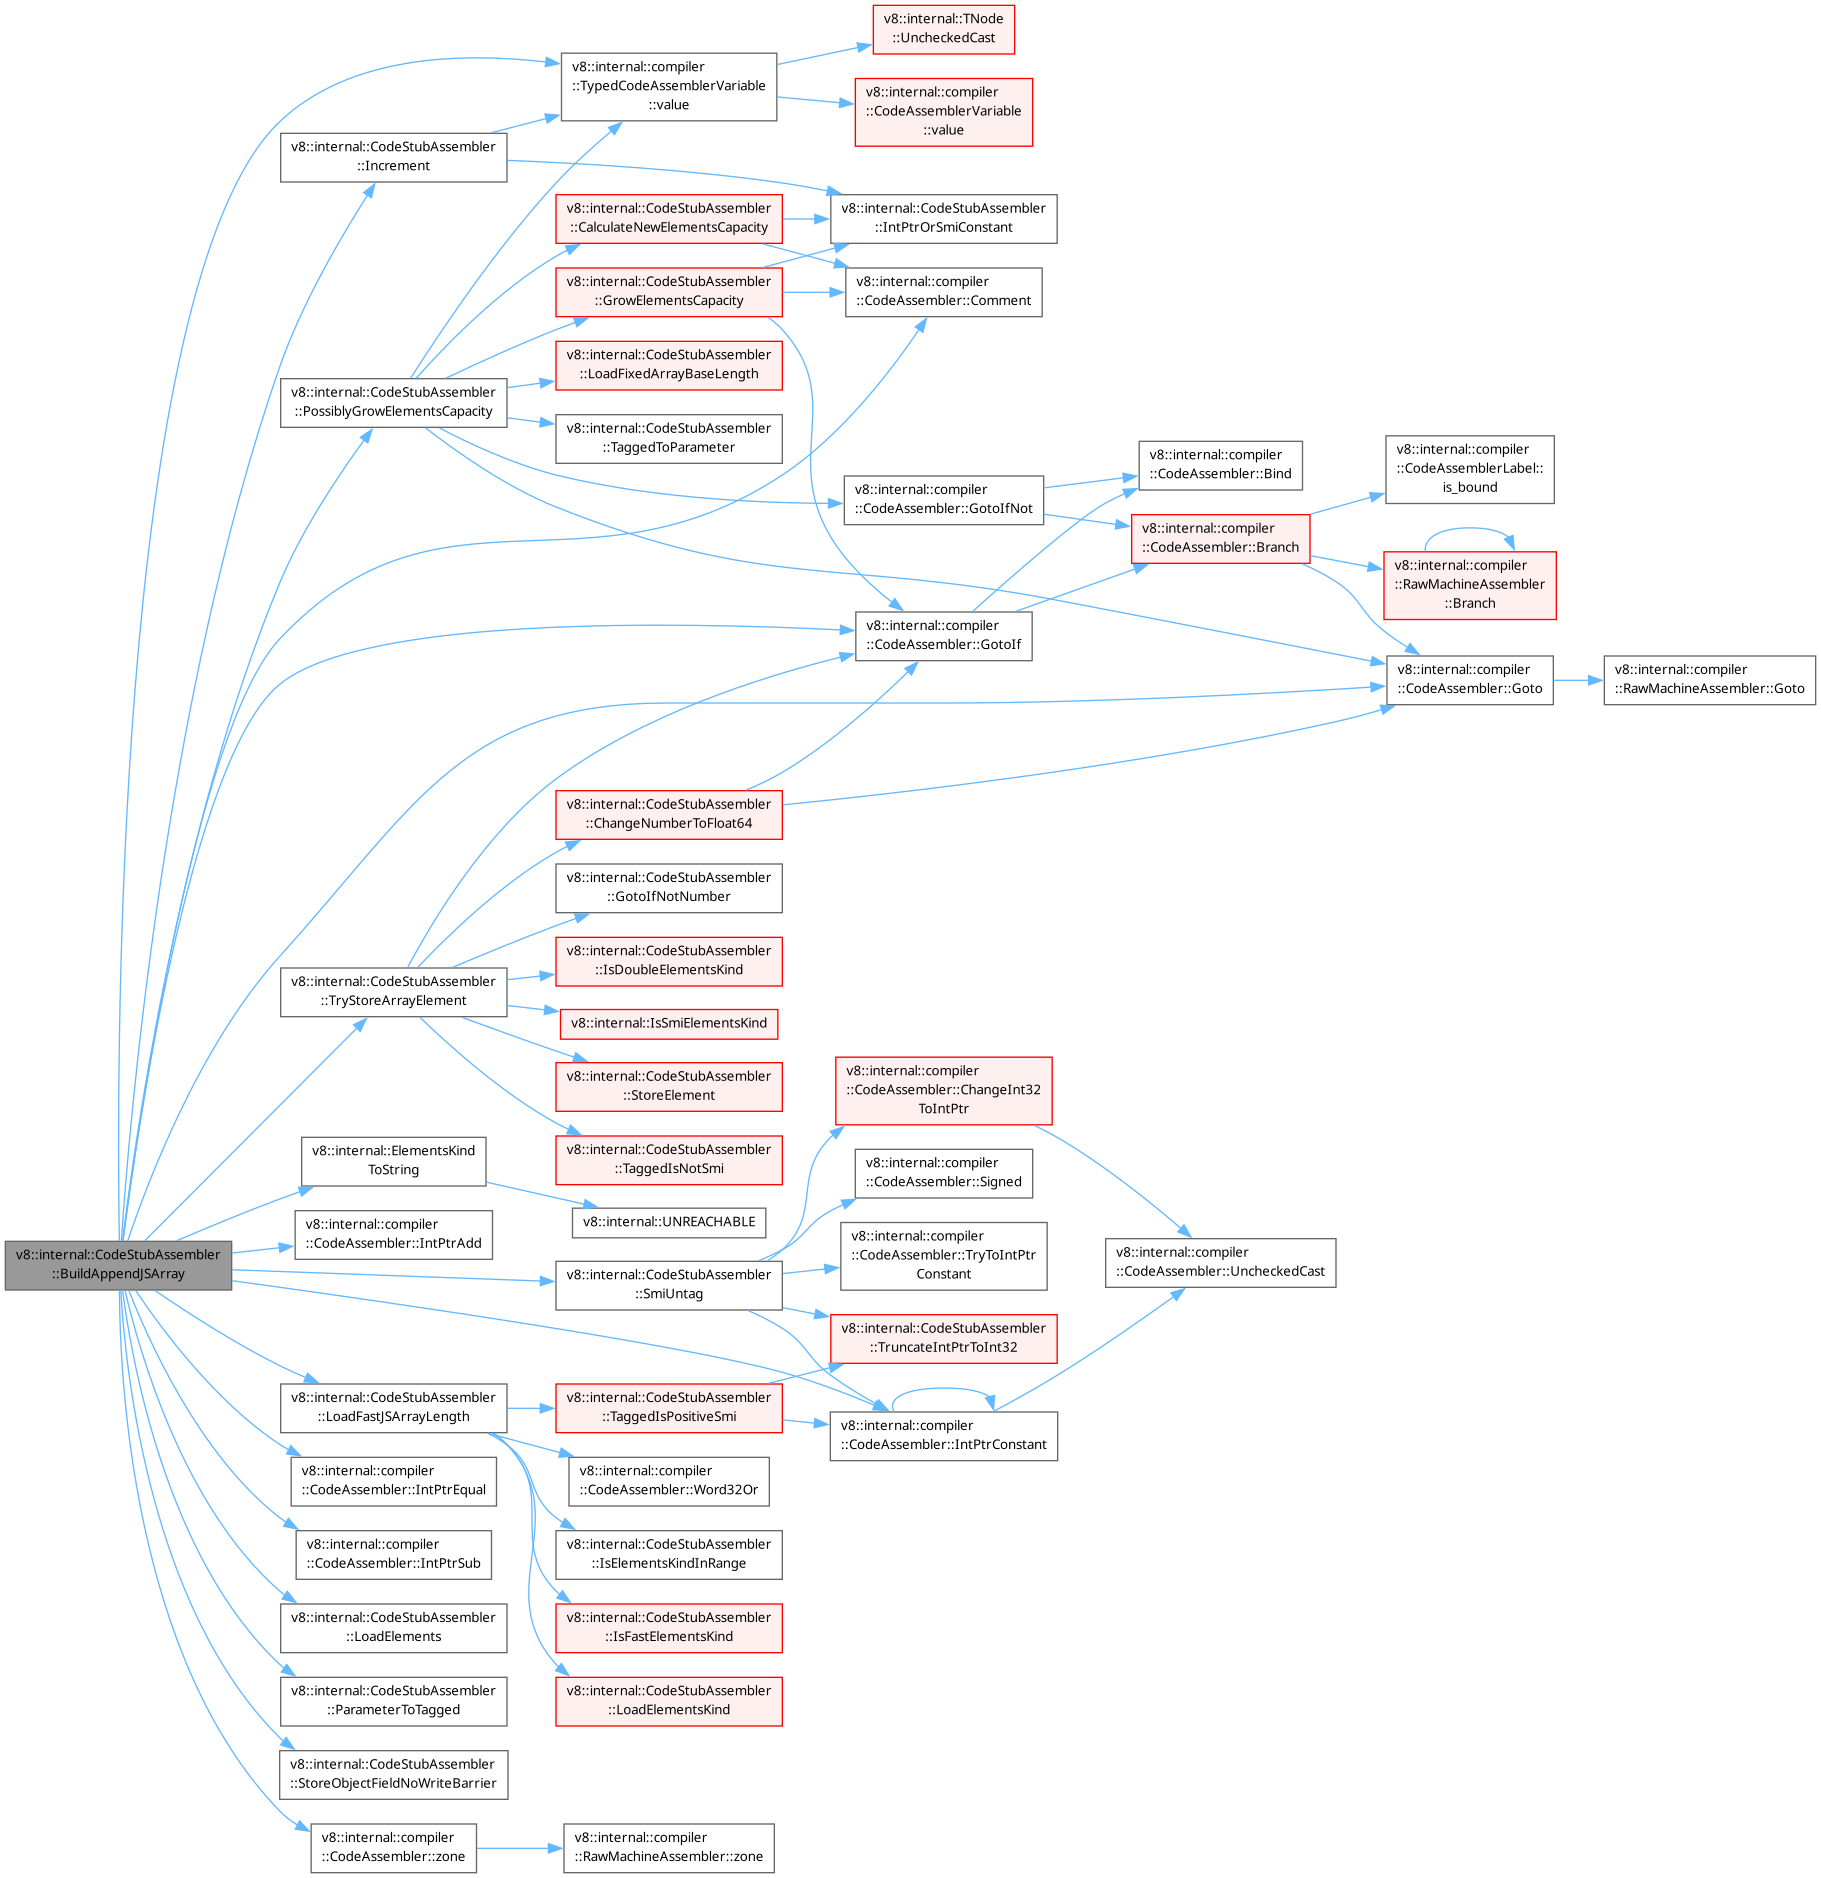 v8::internal::TNode
::UncheckedCast
v8::internal::compiler
::TypedCodeAssemblerVariable
::value
v8::internal::compiler
::CodeAssemblerVariable
::value
v8::internal::CodeStubAssembler
::Increment
v8::internal::CodeStubAssembler
::CalculateNewElementsCapacity
v8::internal::CodeStubAssembler
::IntPtrOrSmiConstant
v8::internal::CodeStubAssembler
::GrowElementsCapacity
v8::internal::compiler
::CodeAssembler::Comment
v8::internal::CodeStubAssembler
::LoadFixedArrayBaseLength
v8::internal::CodeStubAssembler
::PossiblyGrowElementsCapacity
v8::internal::CodeStubAssembler
::TaggedToParameter
v8::internal::compiler
::CodeAssembler::GotoIfNot
v8::internal::compiler
::CodeAssembler::Bind
v8::internal::compiler
::CodeAssemblerLabel::
is_bound
v8::internal::compiler
::CodeAssembler::Branch
v8::internal::compiler
::RawMachineAssembler
::Branch
v8::internal::compiler
::CodeAssembler::GotoIf
v8::internal::compiler
::CodeAssembler::Goto
v8::internal::compiler
::RawMachineAssembler::Goto
v8::internal::CodeStubAssembler
::ChangeNumberToFloat64
v8::internal::CodeStubAssembler
::GotoIfNotNumber
v8::internal::CodeStubAssembler
::IsDoubleElementsKind
v8::internal::CodeStubAssembler
::TryStoreArrayElement
v8::internal::IsSmiElementsKind
v8::internal::CodeStubAssembler
::StoreElement
v8::internal::CodeStubAssembler
::TaggedIsNotSmi
v8::internal::compiler
::CodeAssembler::ChangeInt32
ToIntPtr
v8::internal::ElementsKind
ToString
v8::internal::compiler
::CodeAssembler::Signed
v8::internal::UNREACHABLE
v8::internal::compiler
::CodeAssembler::IntPtrAdd
v8::internal::compiler
::CodeAssembler::TryToIntPtr
Constant
v8::internal::CodeStubAssembler
::BuildAppendJSArray
v8::internal::CodeStubAssembler
::SmiUntag
v8::internal::compiler
::CodeAssembler::UncheckedCast
v8::internal::CodeStubAssembler
::TruncateIntPtrToInt32
v8::internal::CodeStubAssembler
::LoadFastJSArrayLength
v8::internal::CodeStubAssembler
::TaggedIsPositiveSmi
v8::internal::compiler
::CodeAssembler::IntPtrConstant
v8::internal::compiler
::CodeAssembler::IntPtrEqual
v8::internal::compiler
::CodeAssembler::Word32Or
v8::internal::compiler
::CodeAssembler::IntPtrSub
v8::internal::CodeStubAssembler
::IsElementsKindInRange
v8::internal::CodeStubAssembler
::LoadElements
v8::internal::CodeStubAssembler
::IsFastElementsKind
v8::internal::CodeStubAssembler
::ParameterToTagged
v8::internal::CodeStubAssembler
::LoadElementsKind
v8::internal::CodeStubAssembler
::StoreObjectFieldNoWriteBarrier
v8::internal::compiler
::CodeAssembler::zone
v8::internal::compiler
::RawMachineAssembler::zone